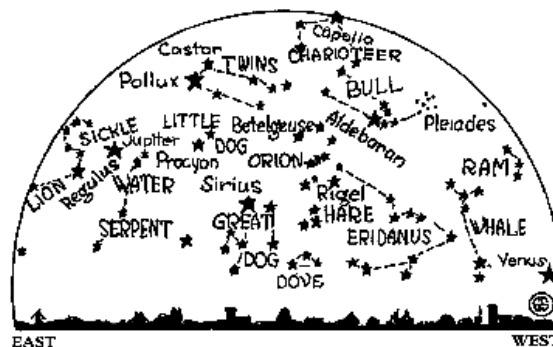 Capella
CHARIOTEER
Castor
TWINS
Pollux
BULL
LITTLE
DOG
Betelgeuse
Aldebaran
Pleiades
SICKLE
Jupiter
Procyon
ORION
RAM
LION
Regulus
WATER
SERPENT
Sirius
Rigel
HARE
GREAT
DOG
ERIDANUS
WHALE
DOVE
Venus
EAST
WEST